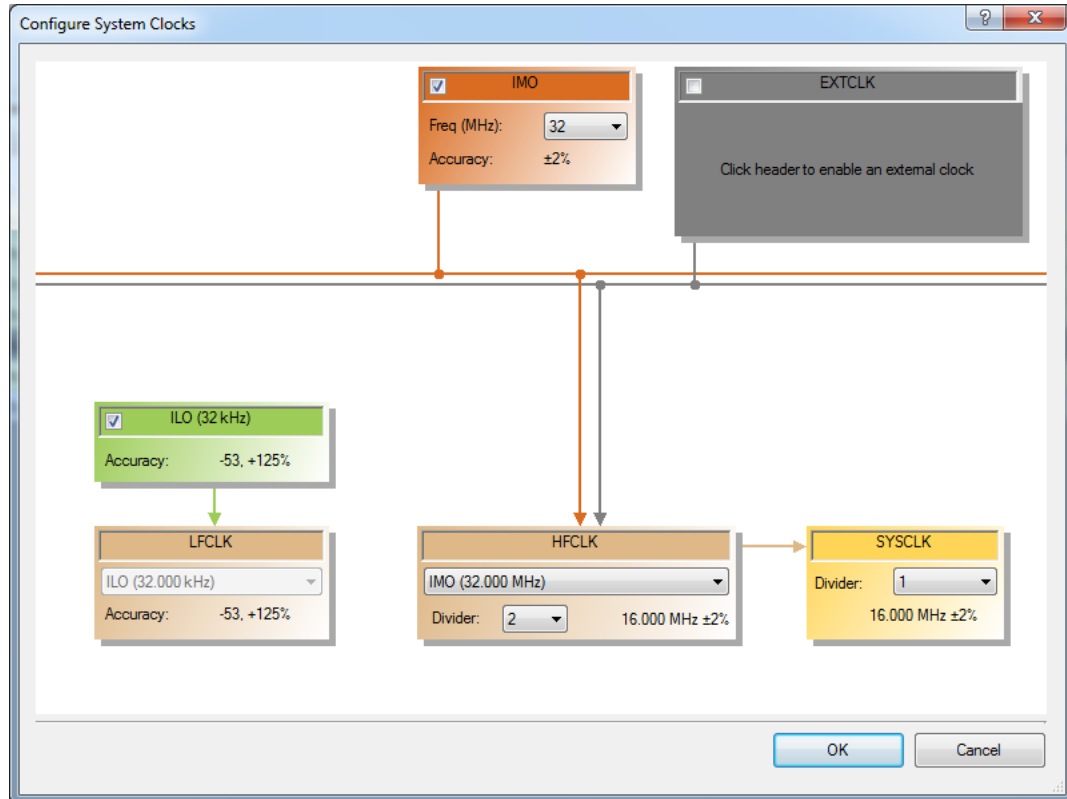 Configure System Clocks
IMO
Freq (MHz): 32
Accuracy: ±2%
EXTCLK
Click header to enable an external clock
ILO (32 kHz)
Accuracy: -53, +125%
LFCLK
ILO (32.000 kHz)
Accuracy: -53, +125%
HFCLK
IMO (32.000 MHz)
Divider: 2 16.000 MHz ±2%
SYSCLK
Divider: 1
16.000 MHz ±2%
OK Cancel